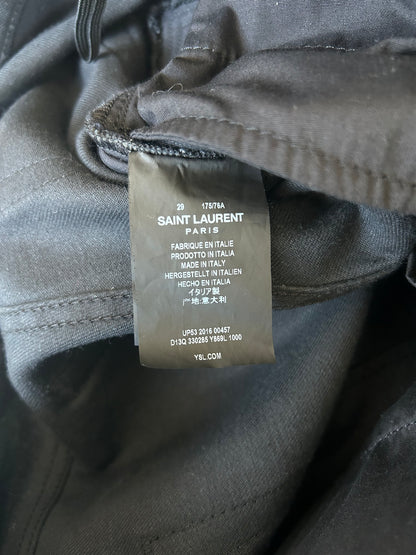 29 175/76A
SAINT LAURENT
PARIS
FABRIQUE EN ITALIE
PRODOTTO IN ITALIA
MADE IN ITALY
HERGESTELLT IN ITALIEN
HECHO EN ITALIA
イタリア製
产地:意大利
UP53 2016 00457
D13Q 330285 Y859L 1000
YSL.COM